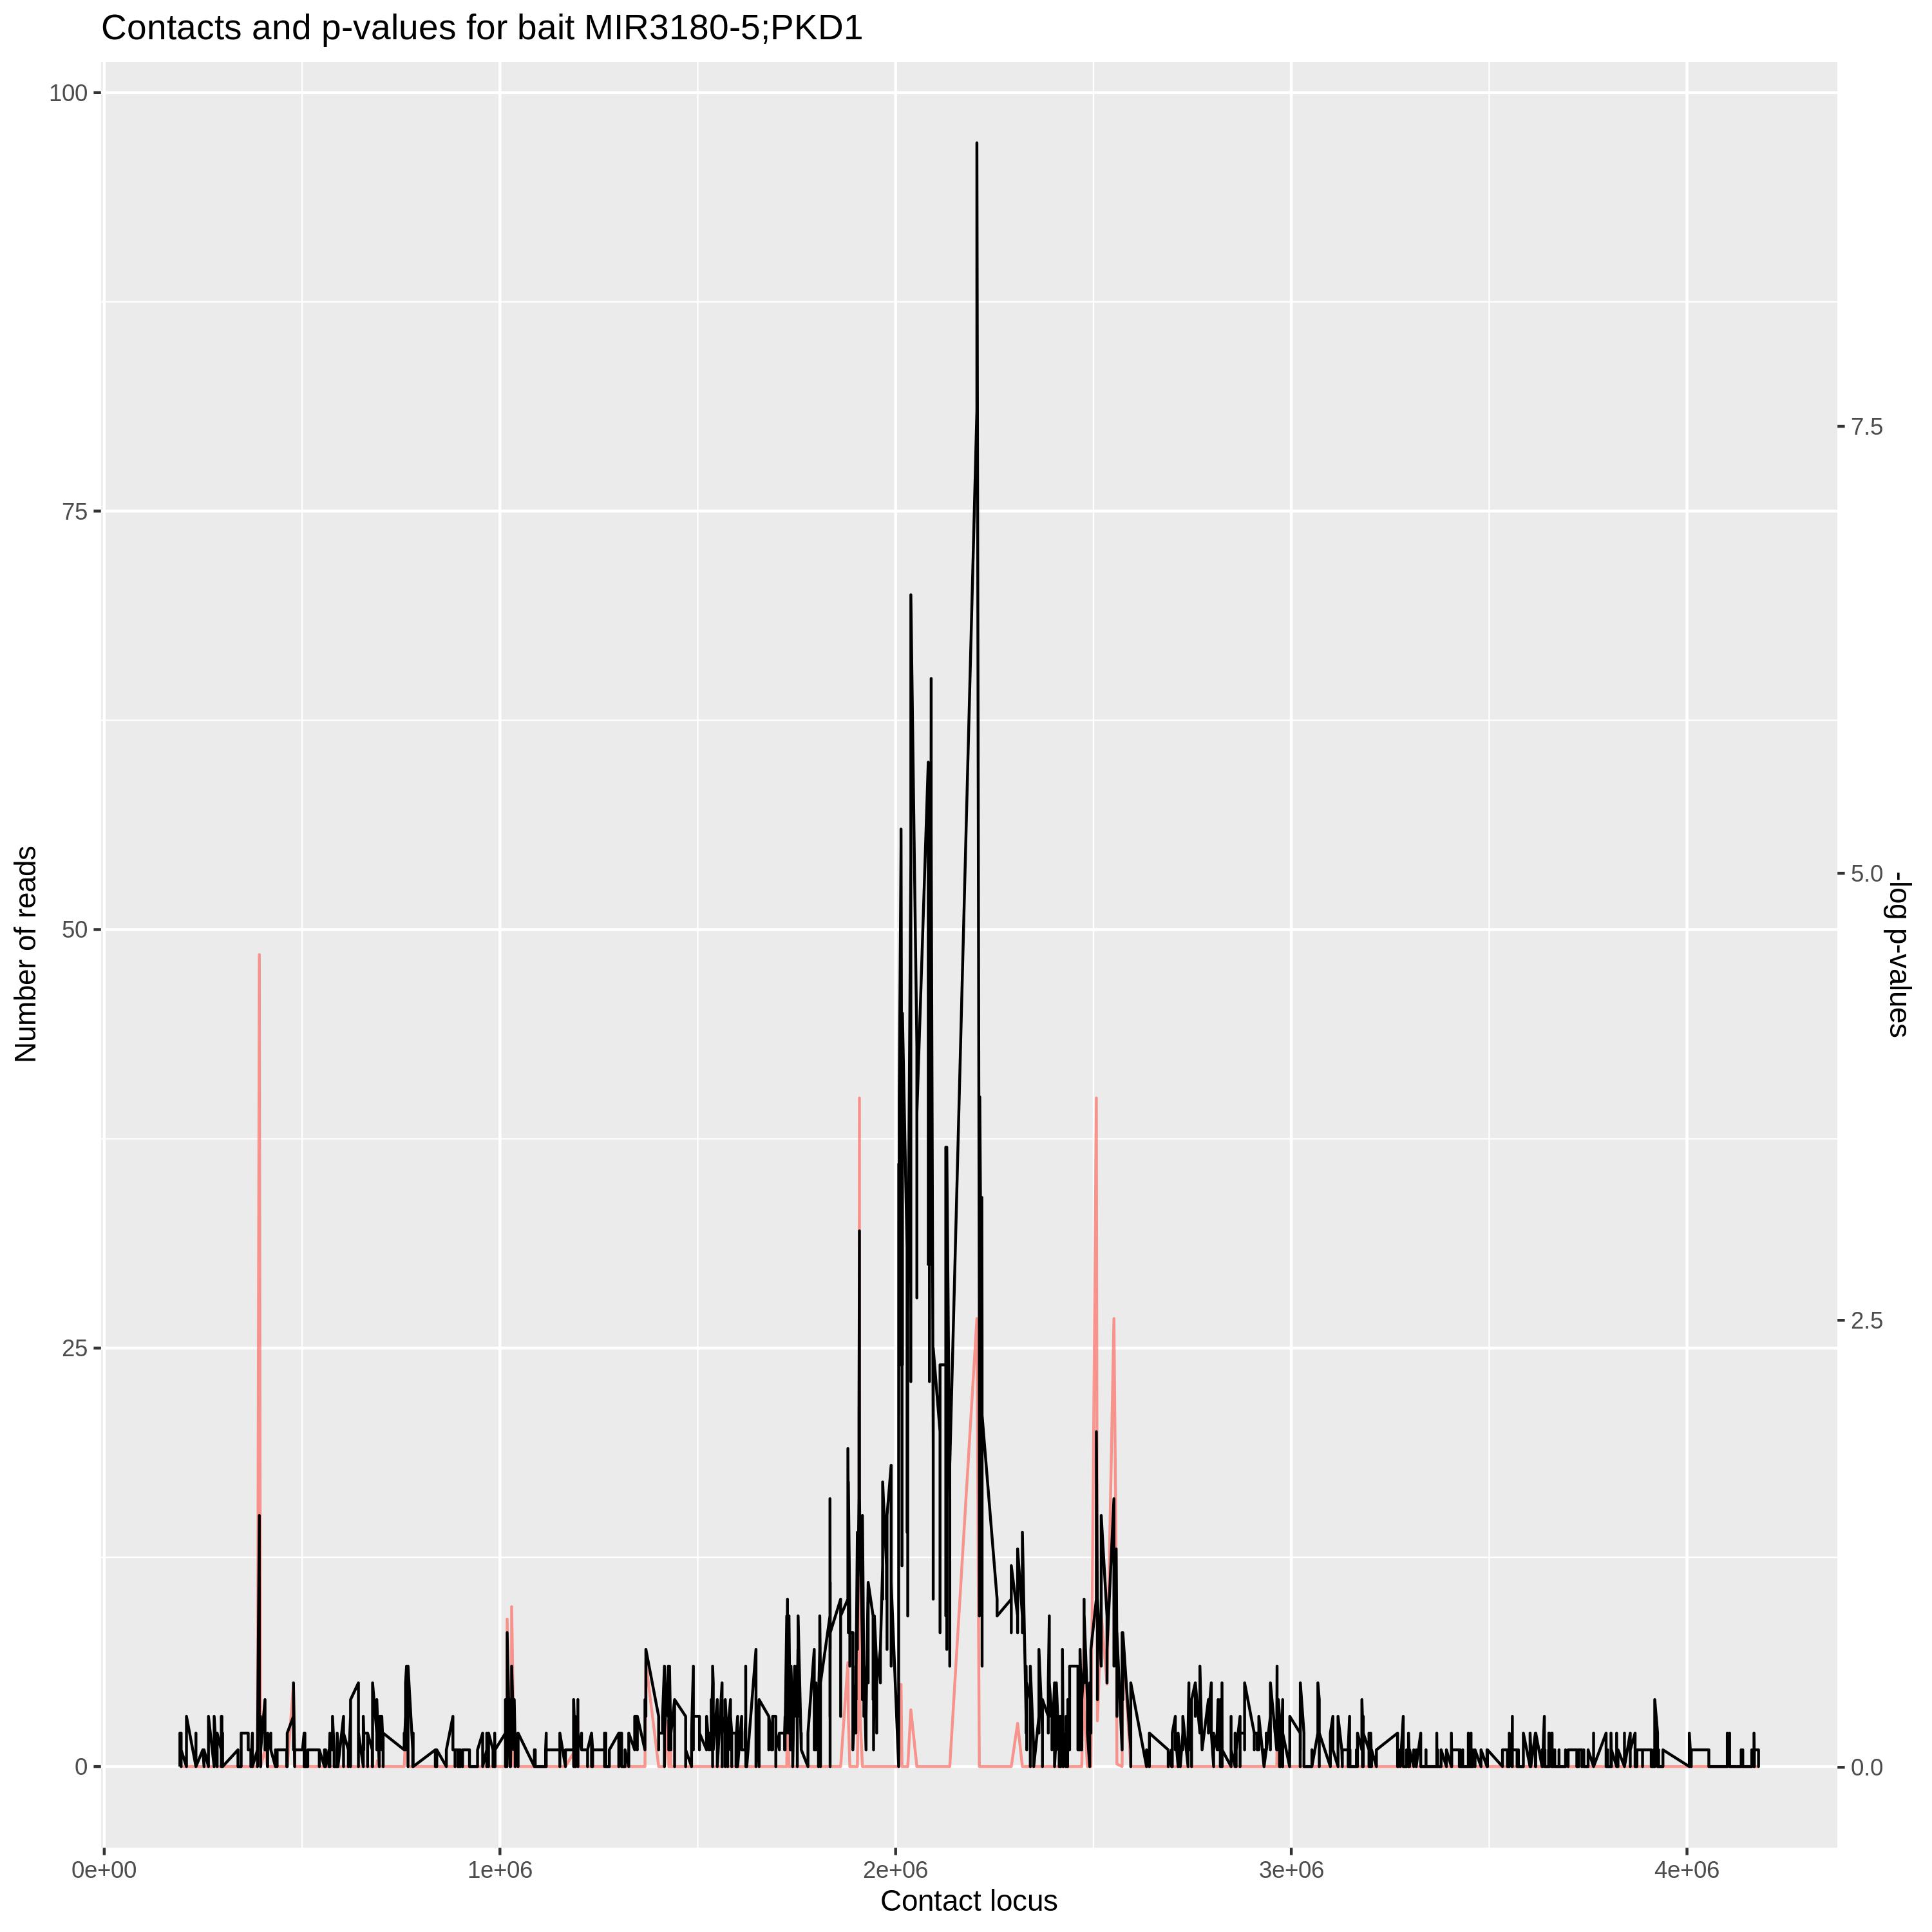 Contacts and p-values for bait MIR3180-5;PKD1
100
75
50
25
0
Number of reads
7.5
5.0
2.5
0.0
-log p-values
0e+00 1e+06 2e+06 3e+06 4e+06
Contact locus